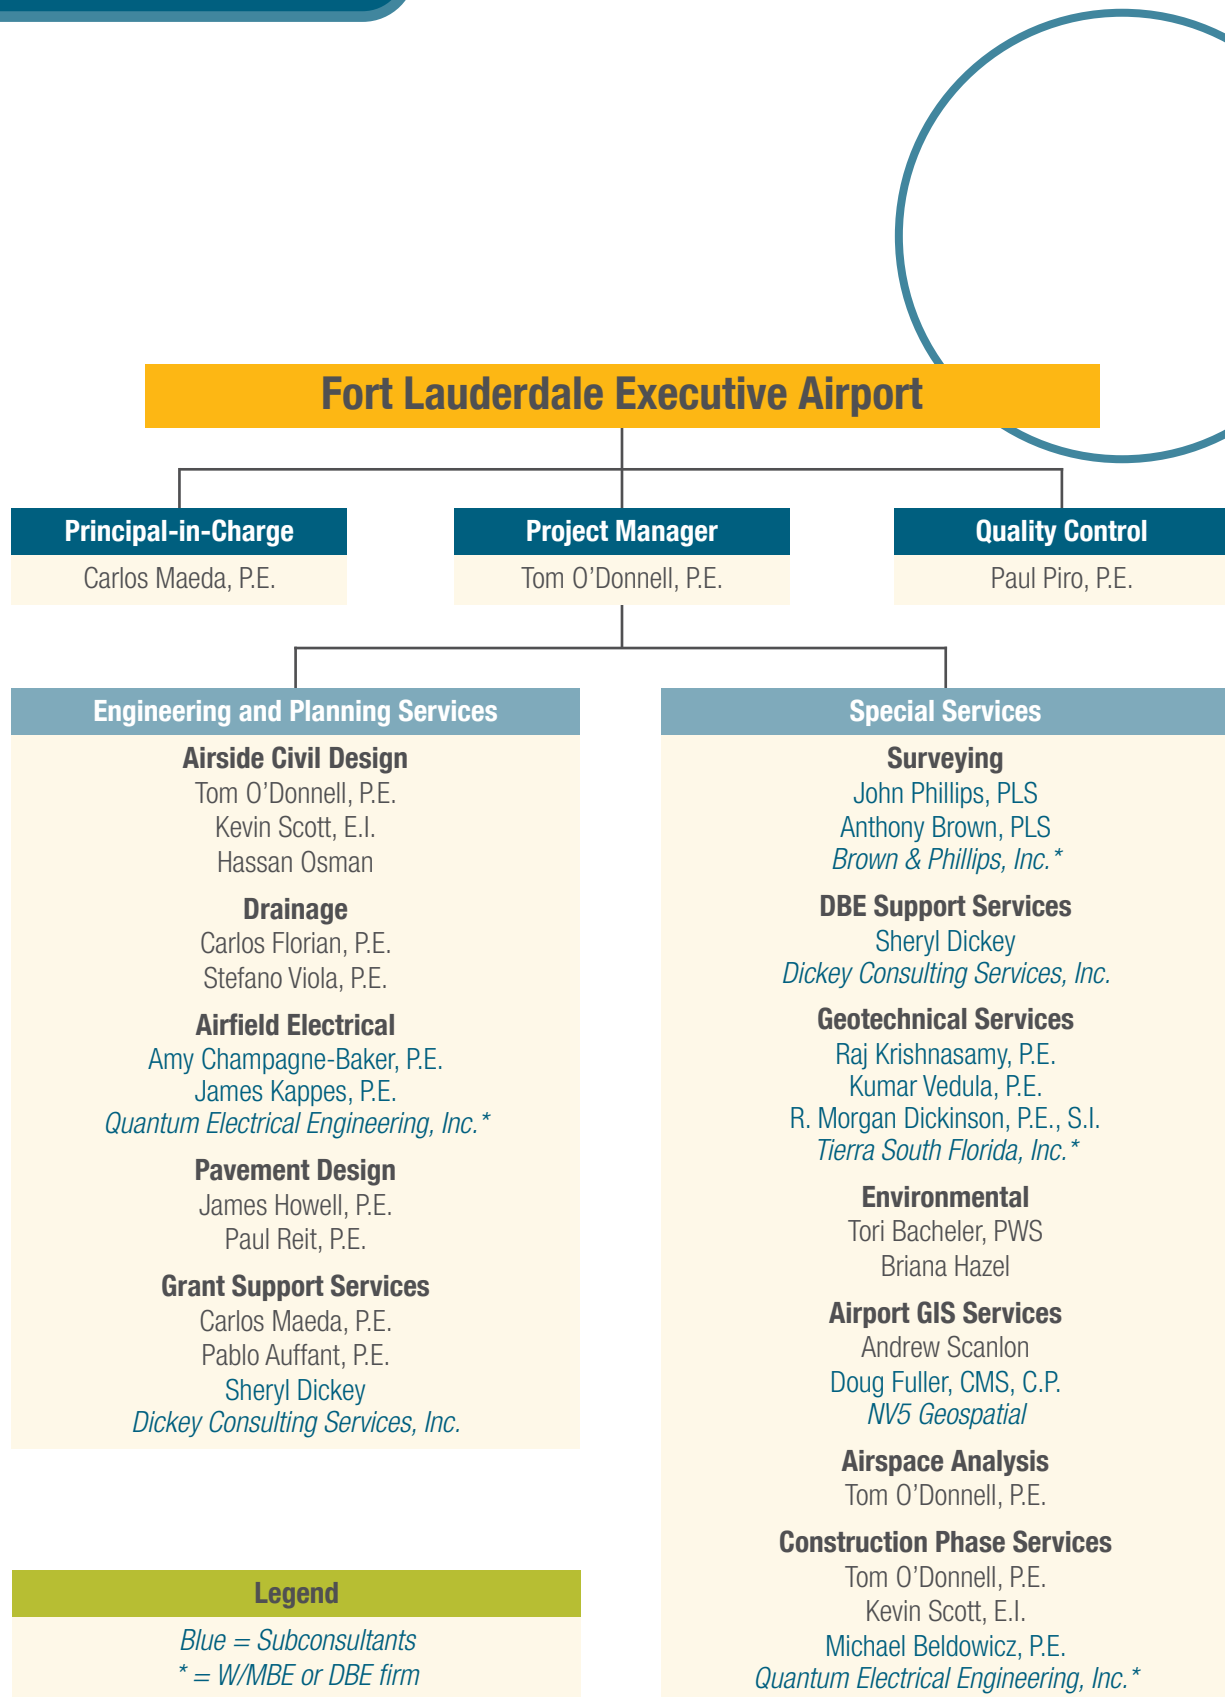 Fort Lauderdale Executive Airport
Principal-in-Charge
Carlos Maeda, P.E.
Project Manager
Tom O'Donnell, P.E.
Quality Control
Paul Piro, P.E.
Engineering and Planning Services
Airside Civil Design
Tom O'Donnell, P.E.
Kevin Scott, E.I.
Hassan Osman
Drainage
Carlos Florian, P.E.
Stefano Viola, P.E.
Airfield Electrical
Amy Champagne-Baker, P.E.
James Kappes, P.E.
Quantum Electrical Engineering, Inc.*
Pavement Design
James Howell, P.E.
Paul Reit, P.E.
Grant Support Services
Carlos Maeda, P.E.
Pablo Auffant, P.E.
Sheryl Dickey
Dickey Consulting Services, Inc.
Special Services
Surveying
John Phillips, PLS
Anthony Brown, PLS
Brown & Phillips, Inc.*
DBE Support Services
Sheryl Dickey
Dickey Consulting Services, Inc.
Geotechnical Services
Raj Krishnasamy, P.E.
Kumar Vedula, P.E.
R. Morgan Dickinson, P.E., S.I.
Tierra South Florida, Inc.*
Environmental
Tori Bacheler, PWS
Briana Hazel
Airport GIS Services
Andrew Scanlon
Doug Fuller, CMS, C.P.
NV5 Geospatial
Airspace Analysis
Tom O'Donnell, P.E.
Construction Phase Services
Tom O'Donnell, P.E.
Kevin Scott, E.I.
Michael Beldowicz, P.E.
Quantum Electrical Engineering, Inc.*
Legend
Blue = Subconsultants
* = W/MBE or DBE firm